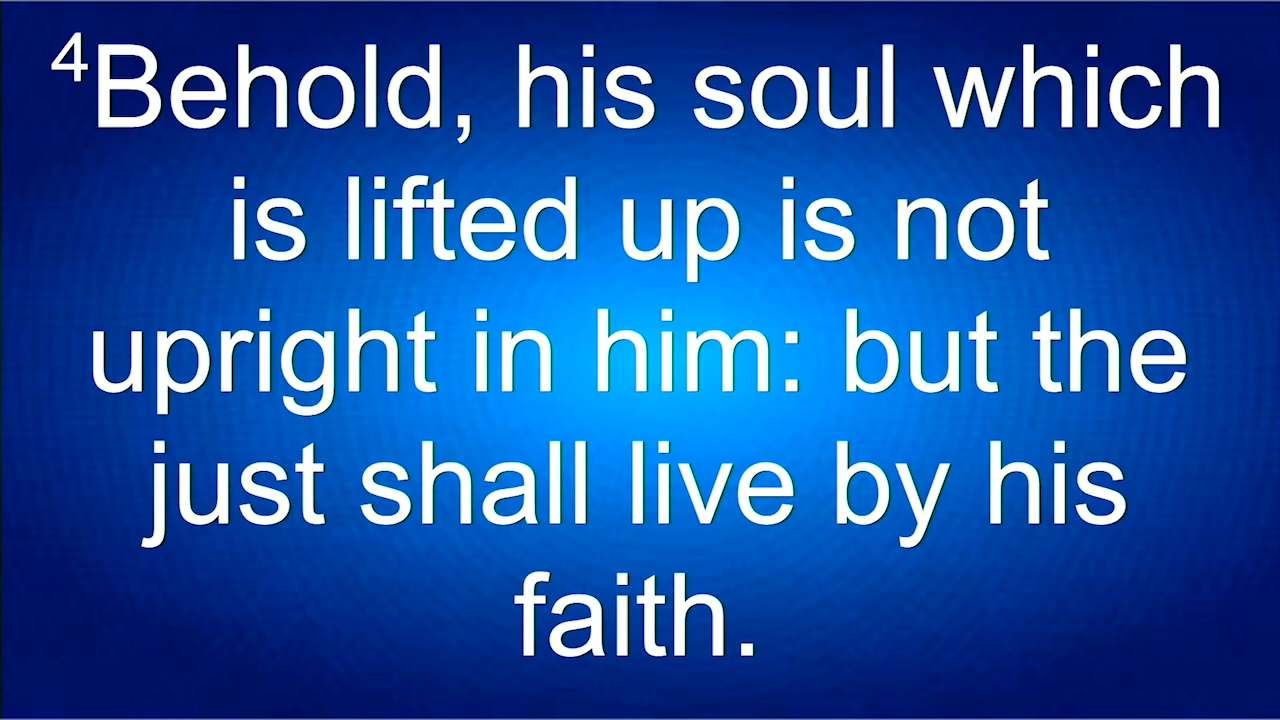 4Behold, his soul which
is lifted up is not
upright in him: but the
just shall live by his
faith.